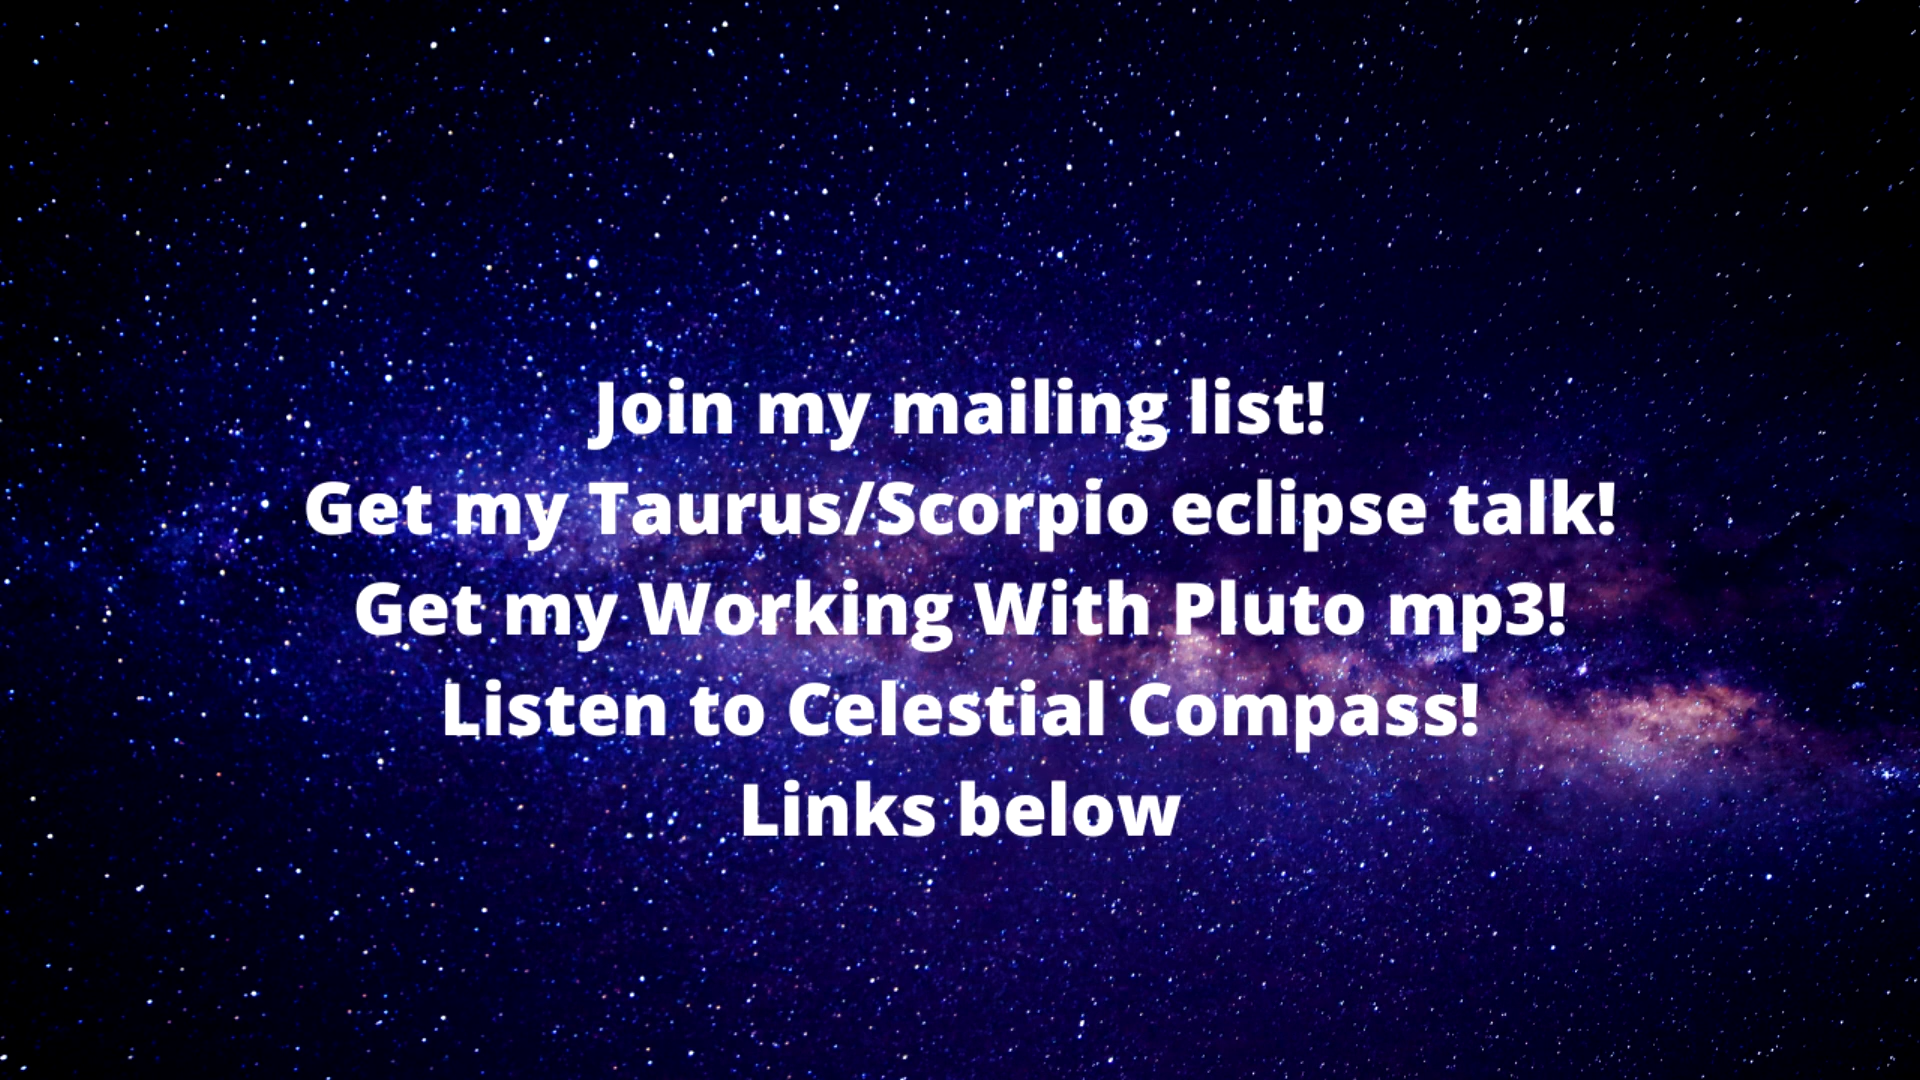 Join my mailing list!
Get my Taurus/Scorpio eclipse talk!
Get my Working With Pluto mp3!
Listen to Celestial Compass!
Links below